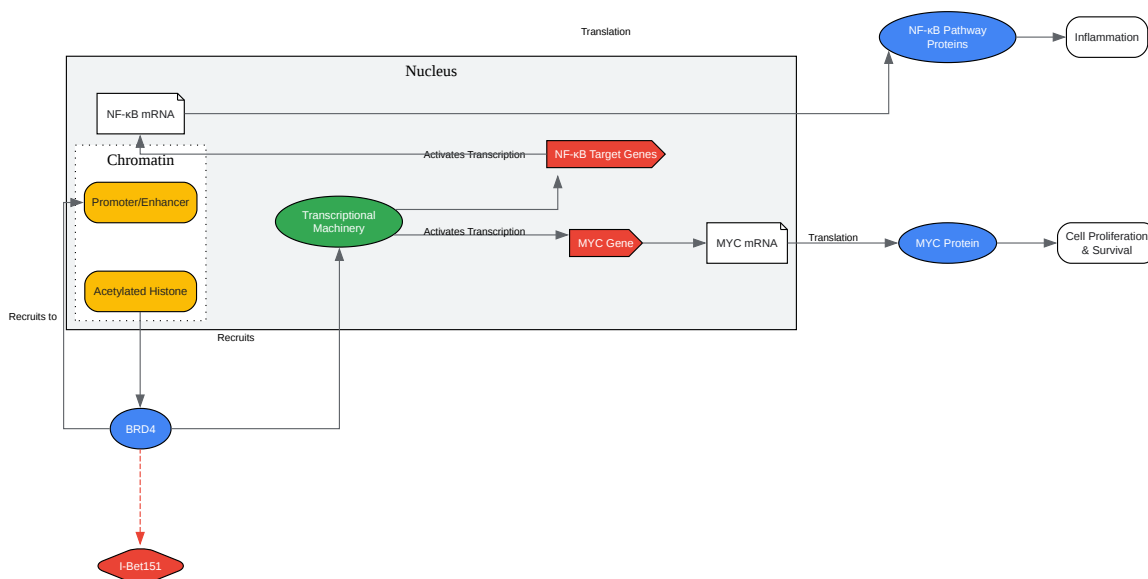 Translation
NF-κB Pathway
Proteins
Inflammation
Nucleus
NF-κB mRNA
Chromatin
Activates Transcription
NF-κB Target Genes
Promoter/Enhancer
Transcriptional
Machinery
Activates Transcription
MYC Gene
MYC mRNA
Translation
MYC Protein
Cell Proliferation
& Survival
Acetylated Histone
Recruits to
Recruits
BRD4
I-Bet151